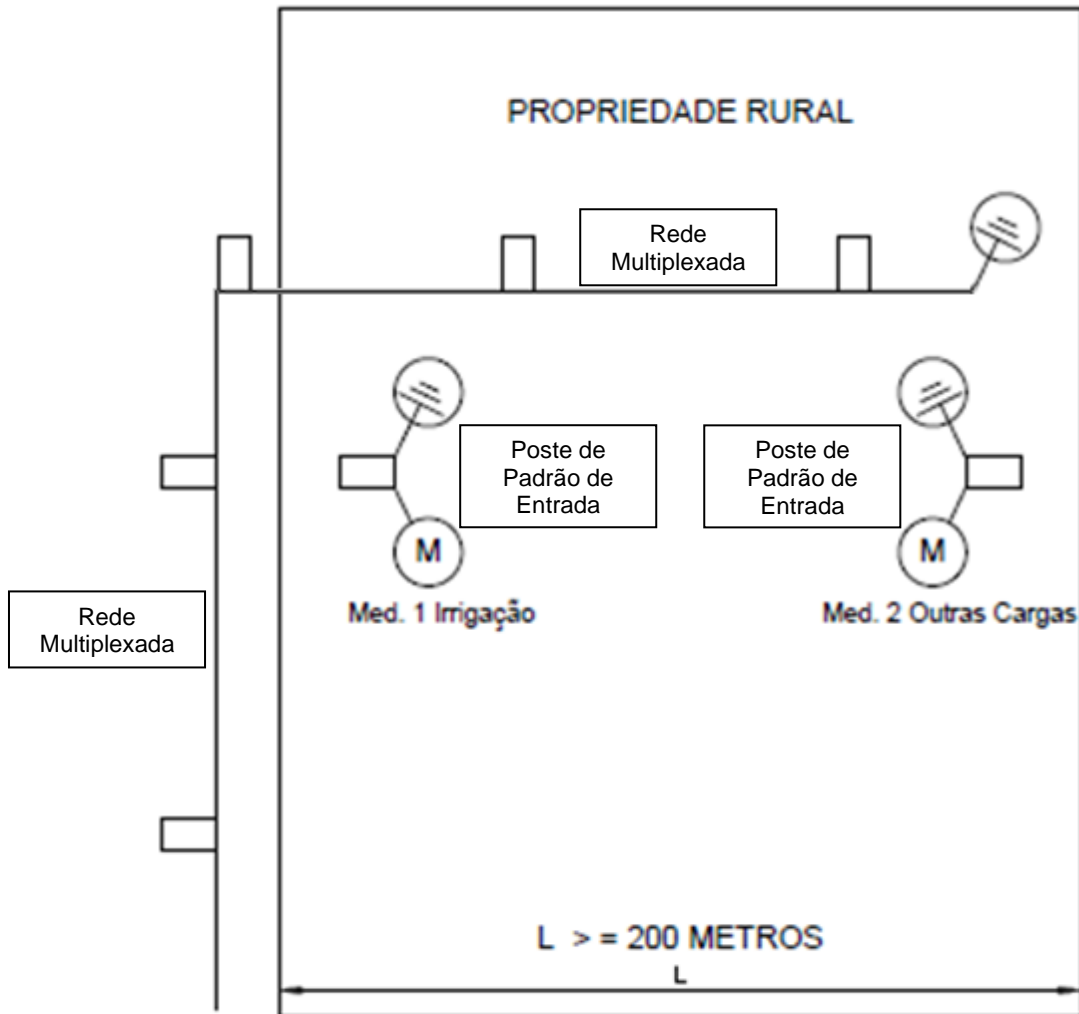 PROPRIEDADE RURAL
Rede
Multiplexada
Poste de
Padrão de
Entrada
Poste de
Padrão de
Entrada
M
M
Med. 1 Irrigação
Med. 2 Outras Cargas
Rede
Multiplexada
L > = 200 METROS
L